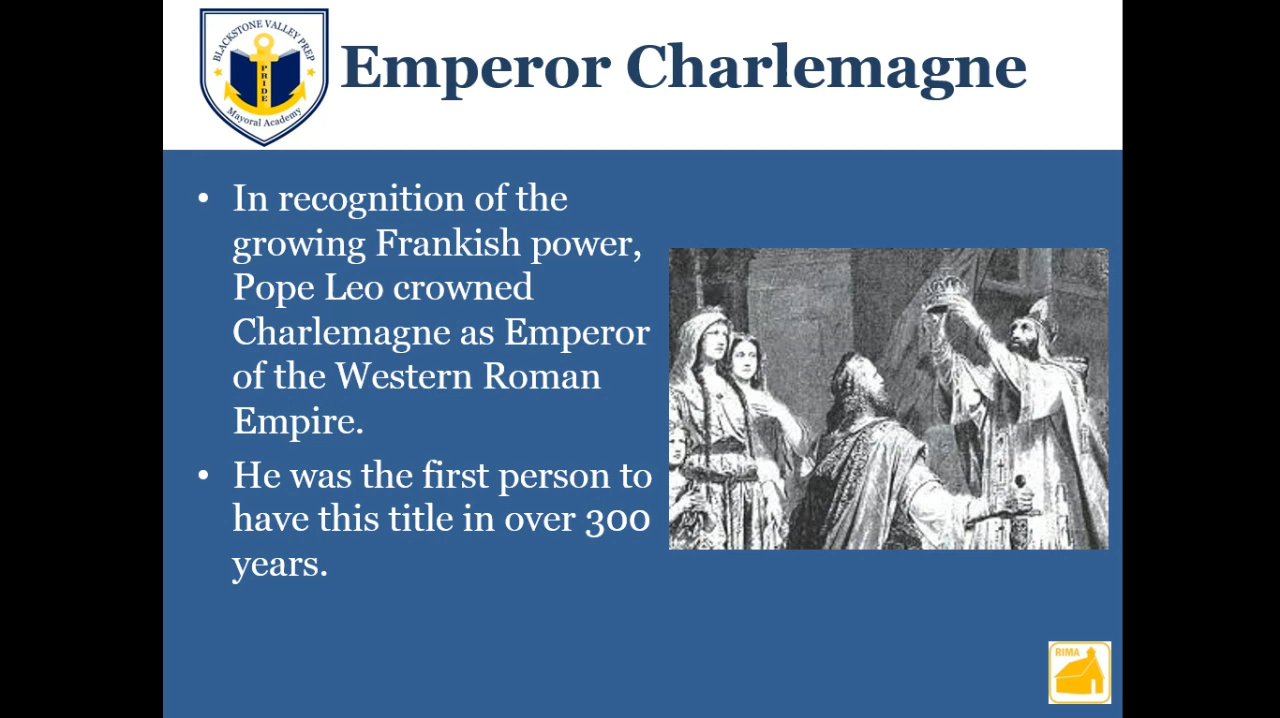 BLACKSTONE VALLEY PREP
PRIDE
Mayoral Academy
Emperor Charlemagne
• In recognition of the
growing Frankish power,
Pope Leo crowned
Charlemagne as Emperor
of the Western Roman
Empire.
• He was the first person to
have this title in over 300
years.
RIMA